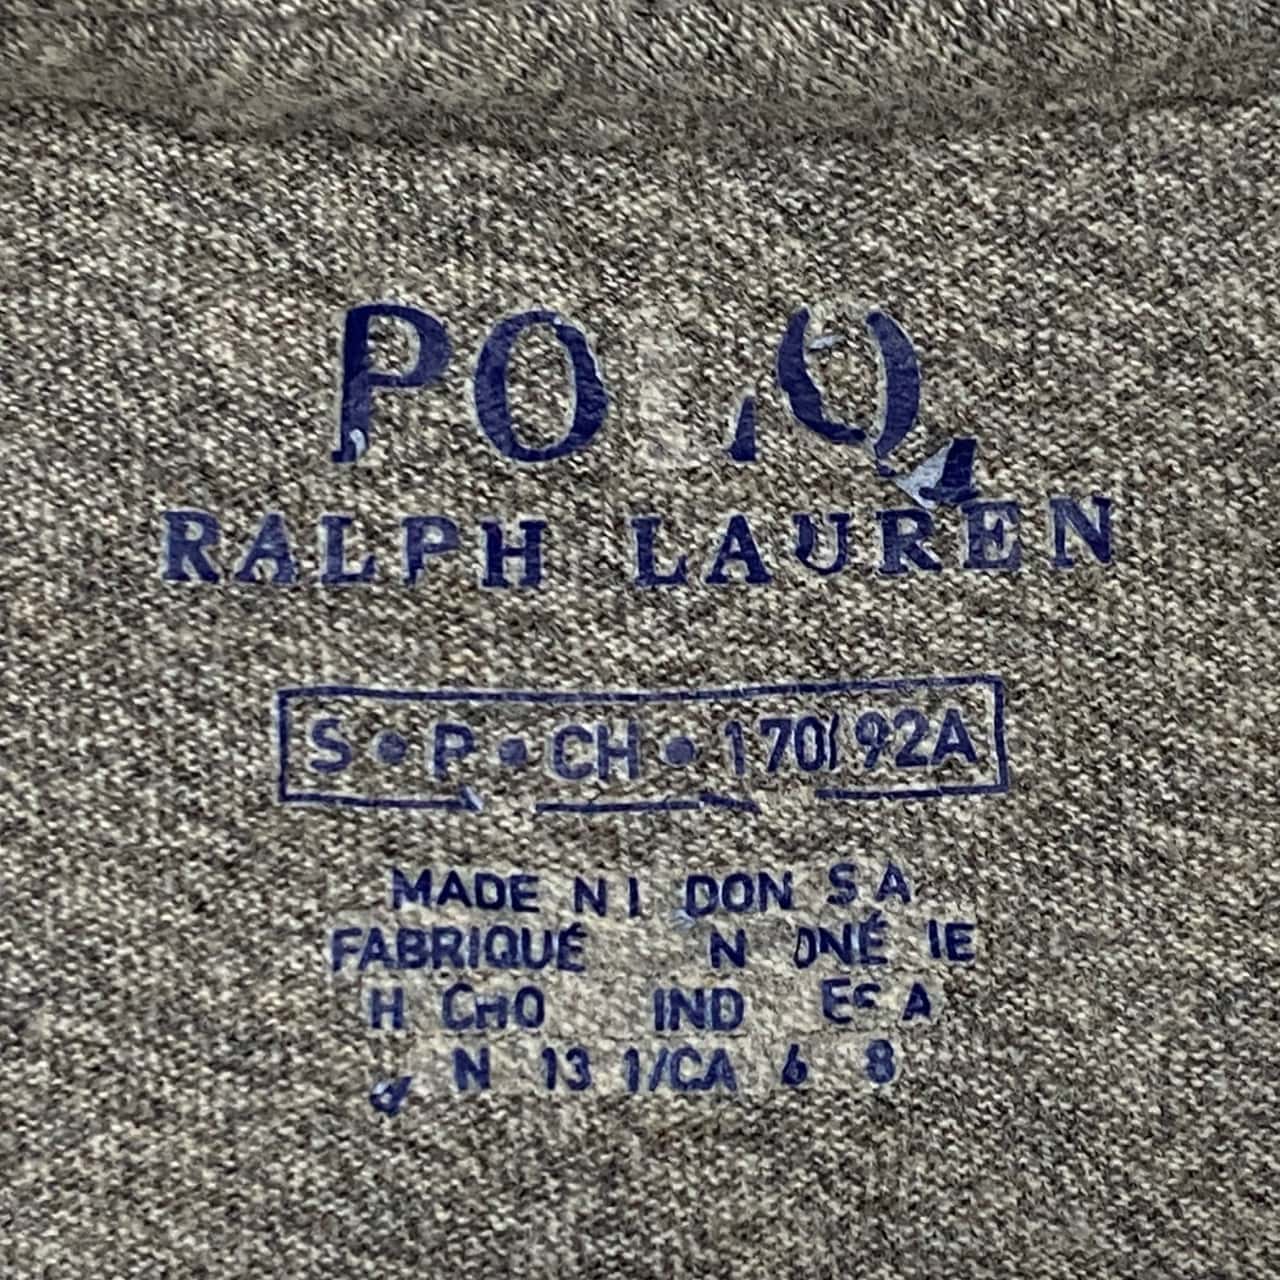 PO
RALPH LAUREN
S • P • CH • 170/92A
MADE N I DON S A
FABRIQUÉ N ONÉ IE
H CHO IND ES A
N 13 1/CA 6 8